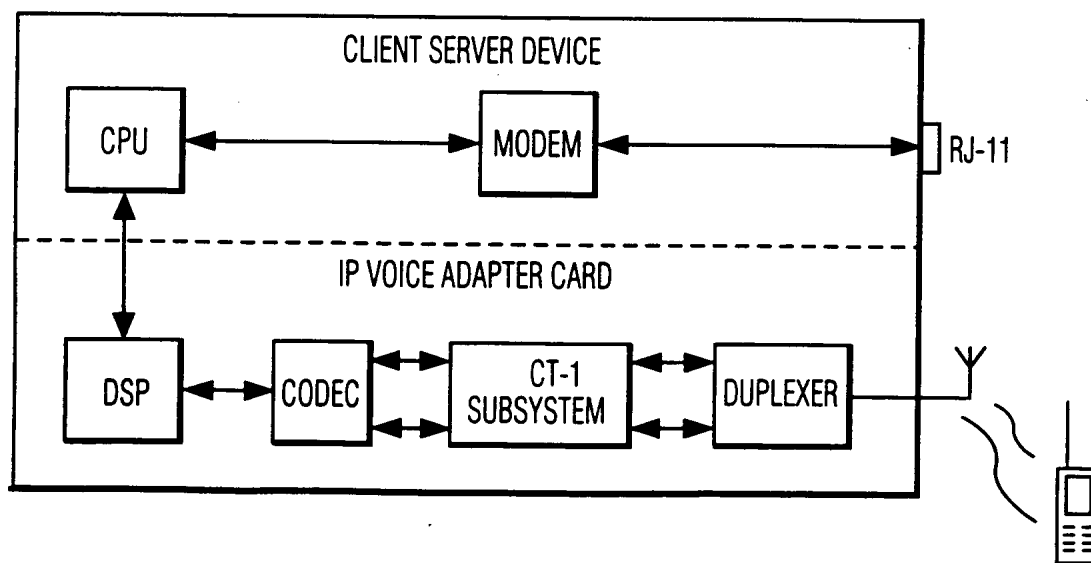 CLIENT SERVER DEVICE
CPU
MODEM
RJ-11
IP VOICE ADAPTER CARD
DSP
CODEC
CT-1
SUBSYSTEM
DUPLEXER